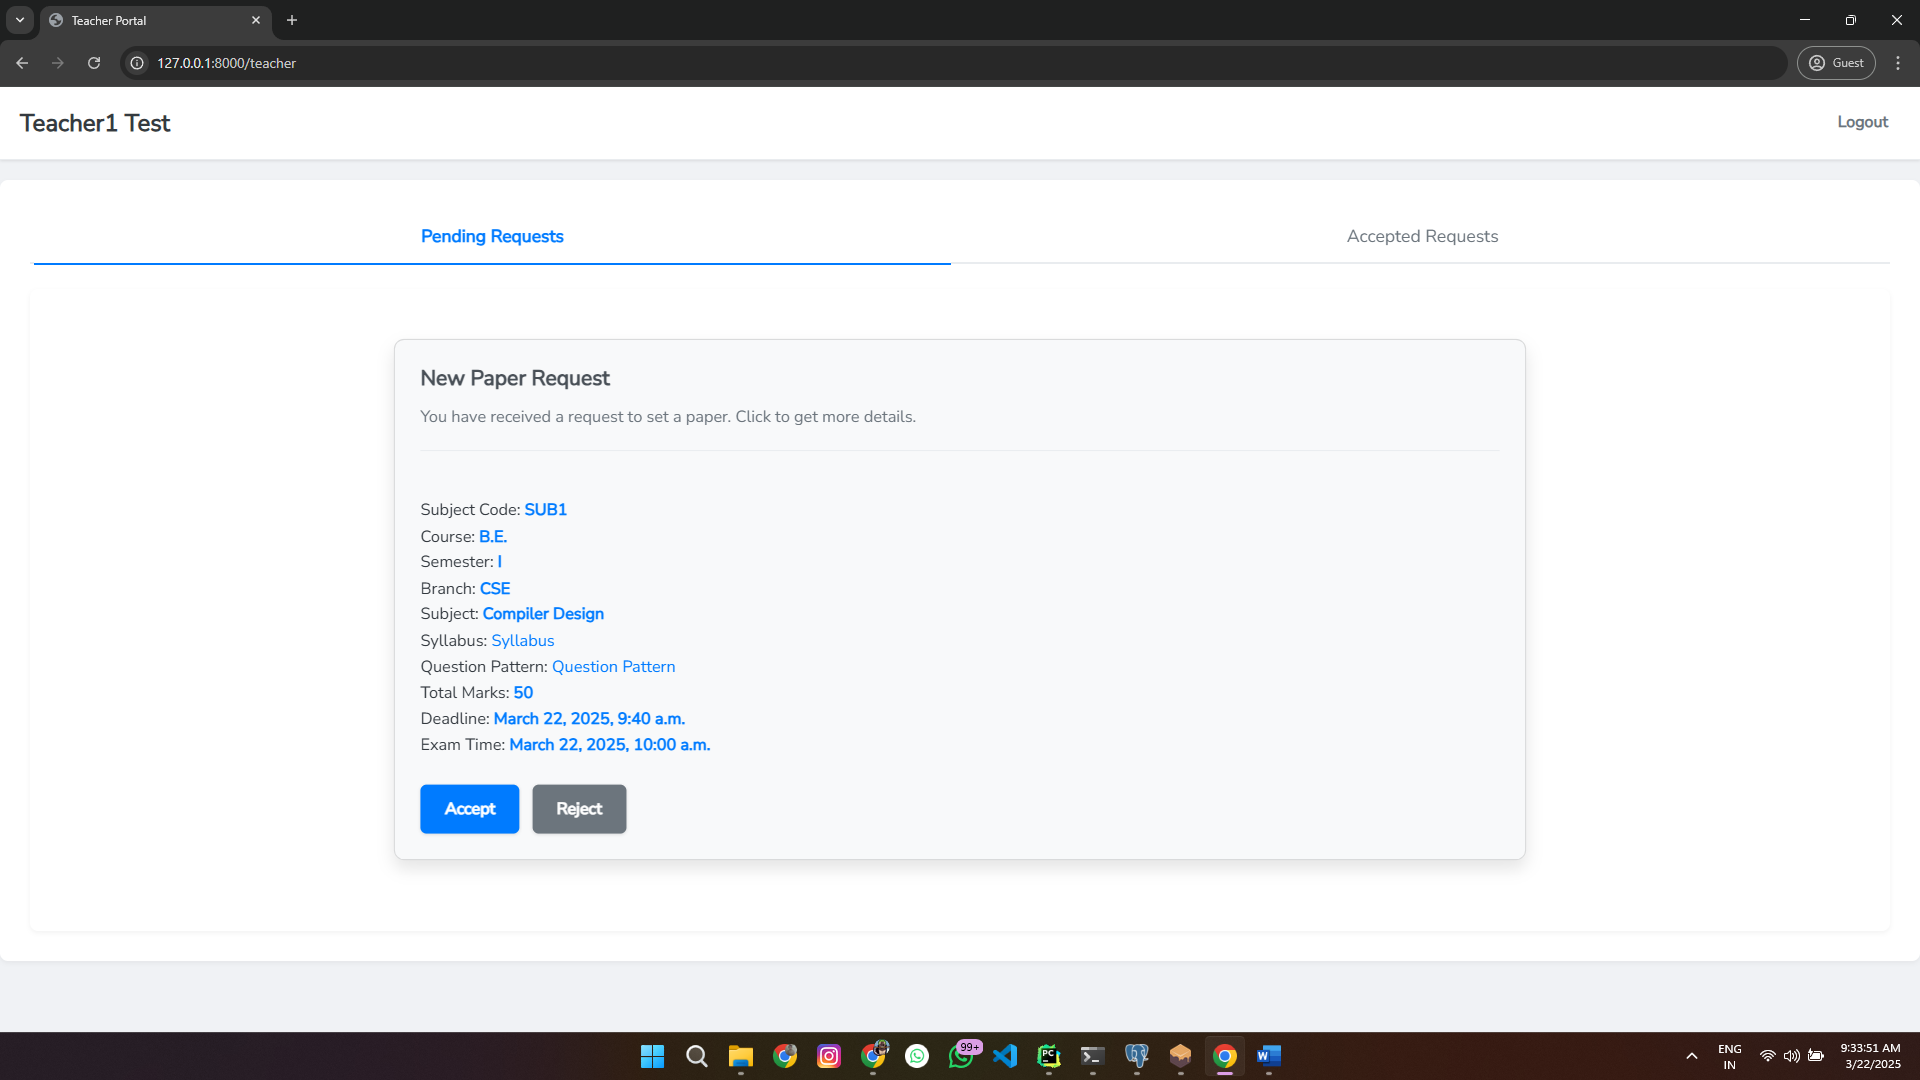 Teacher Portal
127.0.0.1:8000/teacher
Guest
Teacher1 Test
Logout
Pending Requests
Accepted Requests
New Paper Request
You have received a request to set a paper. Click to get more details.
Subject Code: SUB1
Course: B.E.
Semester: I
Branch: CSE
Subject: Compiler Design
Syllabus: Syllabus
Question Pattern: Question Pattern
Total Marks: 50
Deadline: March 22, 2025, 9:40 a.m.
Exam Time: March 22, 2025, 10:00 a.m.
Accept
Reject
99+
PC
W
ENG
IN
9:33:51 AM
3/22/2025